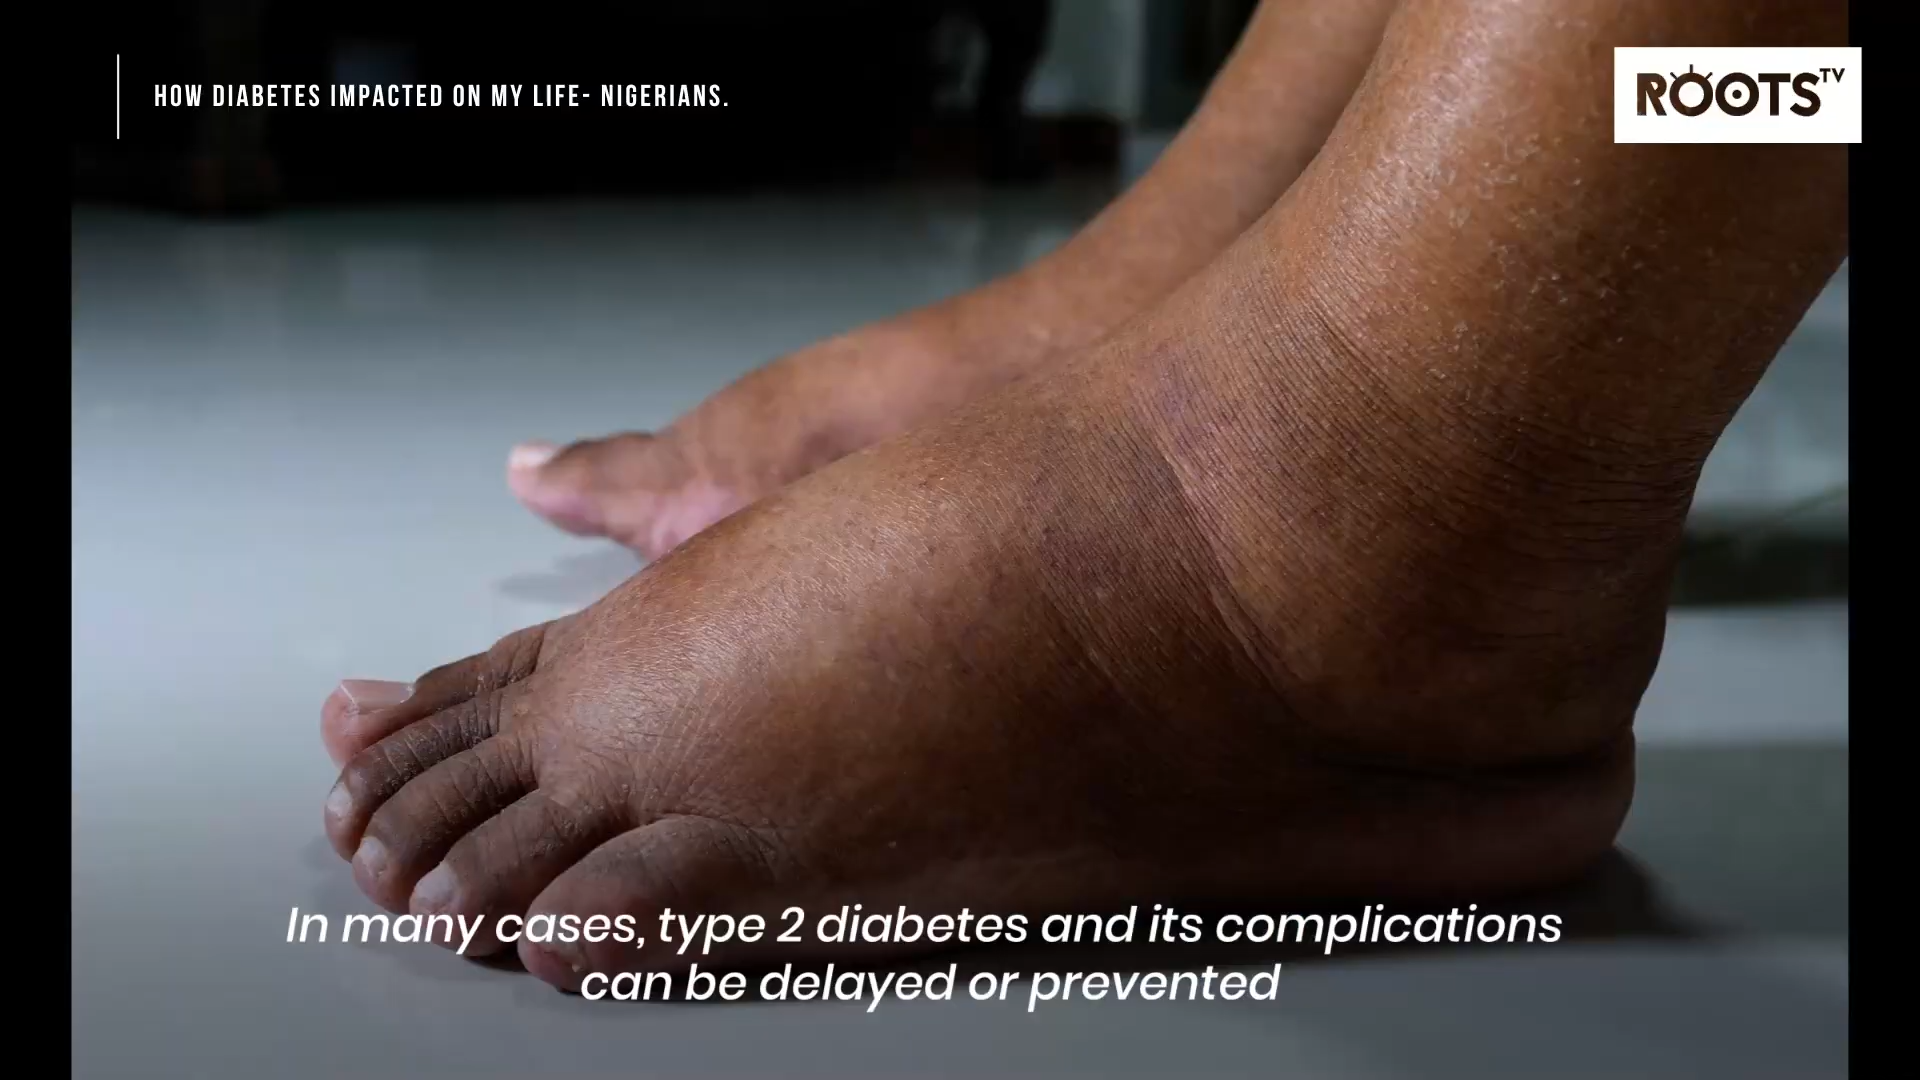 HOW DIABETES IMPACTED ON MY LIFE- NIGERIANS.
ROOTS TV
In many cases, type 2 diabetes and its complications
can be delayed or prevented